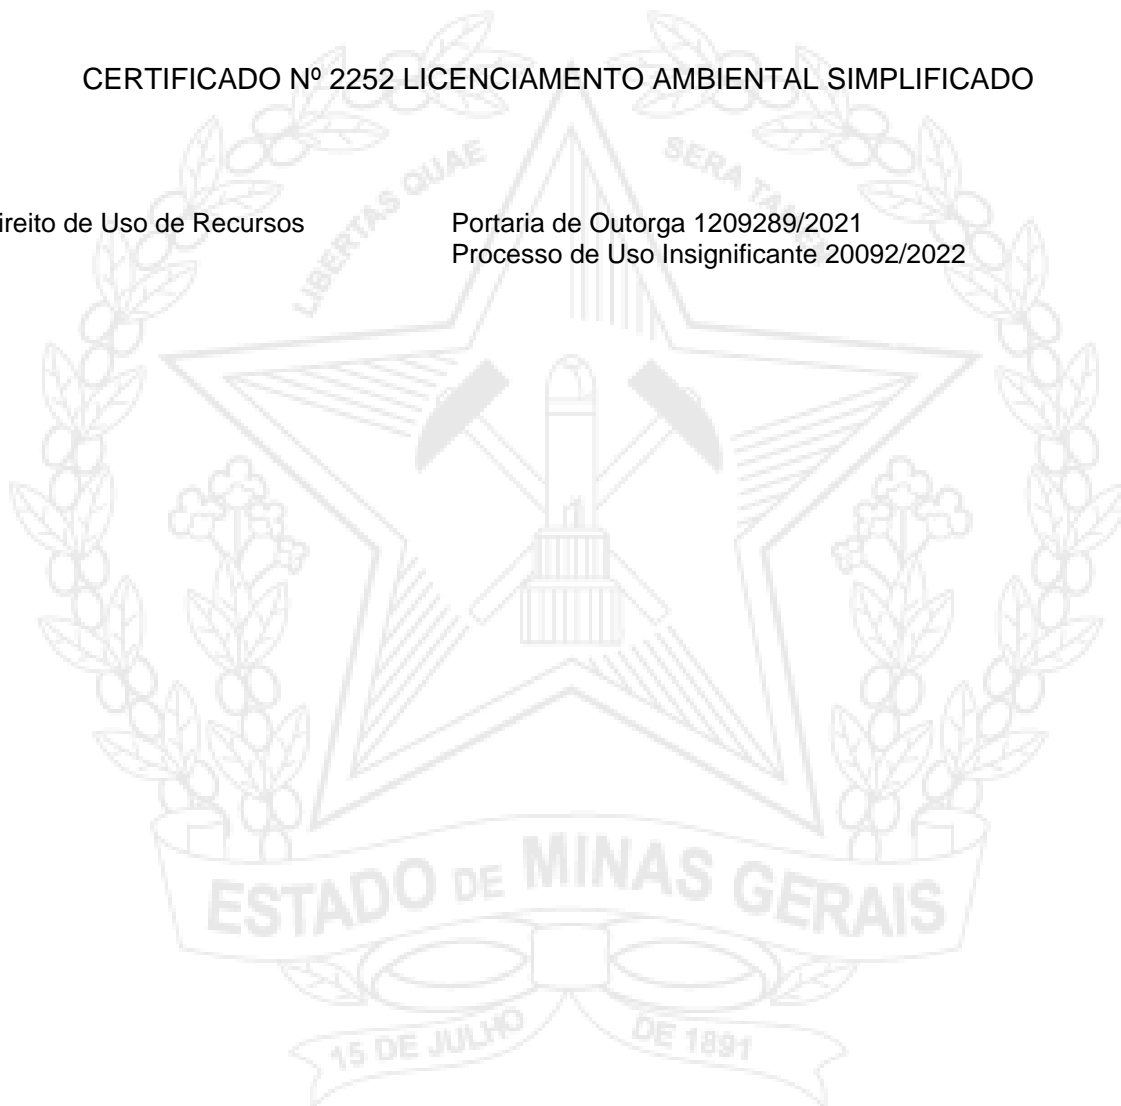 CERTIFICADO Nº 2252 LICENCIAMENTO AMBIENTAL SIMPLIFICADO
LIBERTAS QUAE SERA TAMEN
ireito de Uso de Recursos Portaria de Outorga 1209289/2021
Processo de Uso Insignificante 20092/2022
ESTADO DE MINAS GERAIS
15 DE JULHO DE 1891